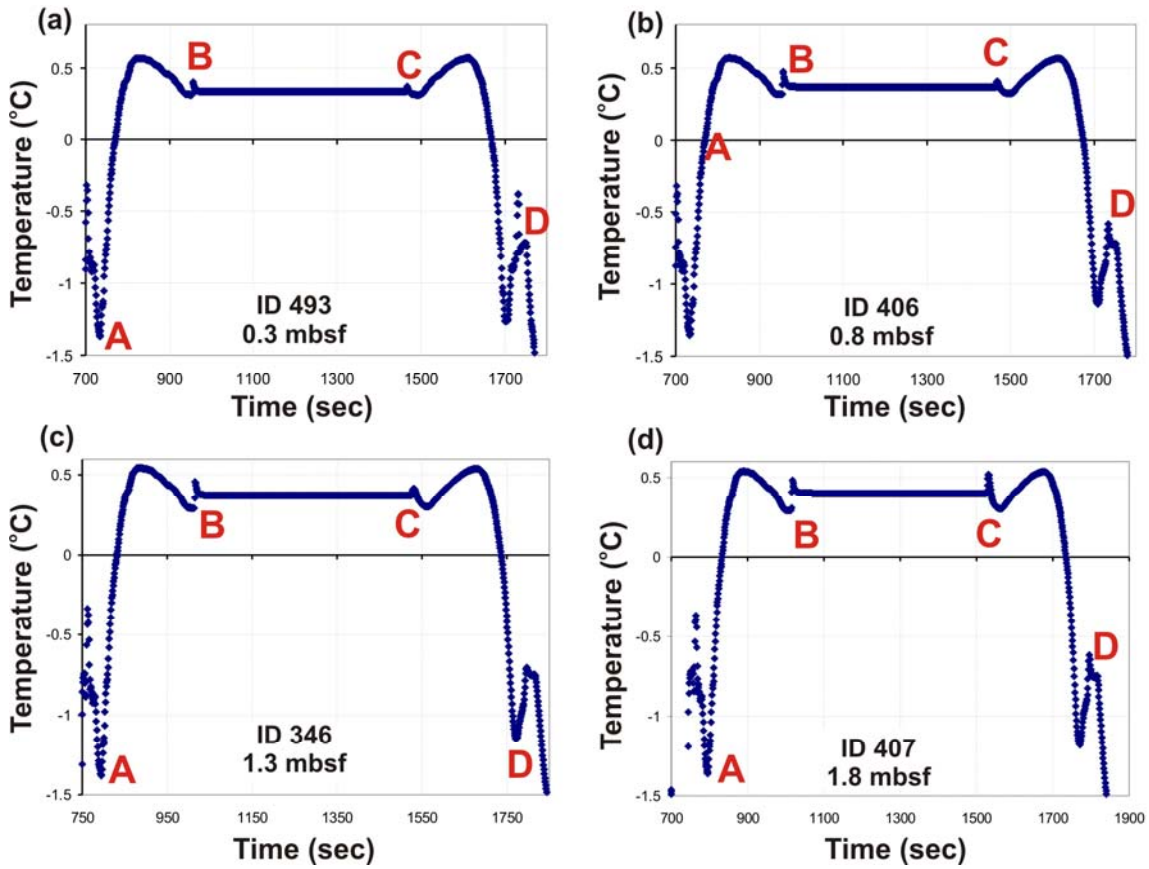 (a)
Temperature (°C)
0.5
0
-0.5
-1
-1.5
B
C
A
D
ID 493
0.3 mbsf
700 900 1100 1300 1500 1700
Time (sec)
(b)
Temperature (°C)
0.5
0
-0.5
-1
-1.5
B
C
A
D
ID 406
0.8 mbsf
700 900 1100 1300 1500 1700
Time (sec)
(c)
Temperature (°C)
0.5
0
-0.5
-1
-1.5
B
C
A
D
ID 346
1.3 mbsf
750 950 1150 1350 1550 1750
Time (sec)
(d)
Temperature (°C)
0.5
0
-0.5
-1
-1.5
B
C
D
A
ID 407
1.8 mbsf
700 900 1100 1300 1500 1700 1900
Time (sec)